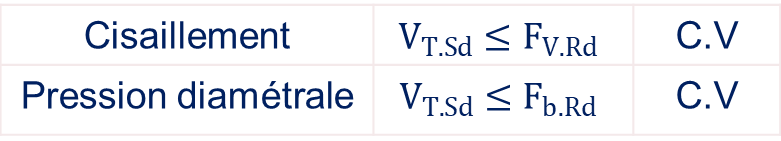 Cisaillement V_T.Sd ≤ F_V.Rd C.V
Pression diamétrale V_T.Sd ≤ F_b.Rd C.V